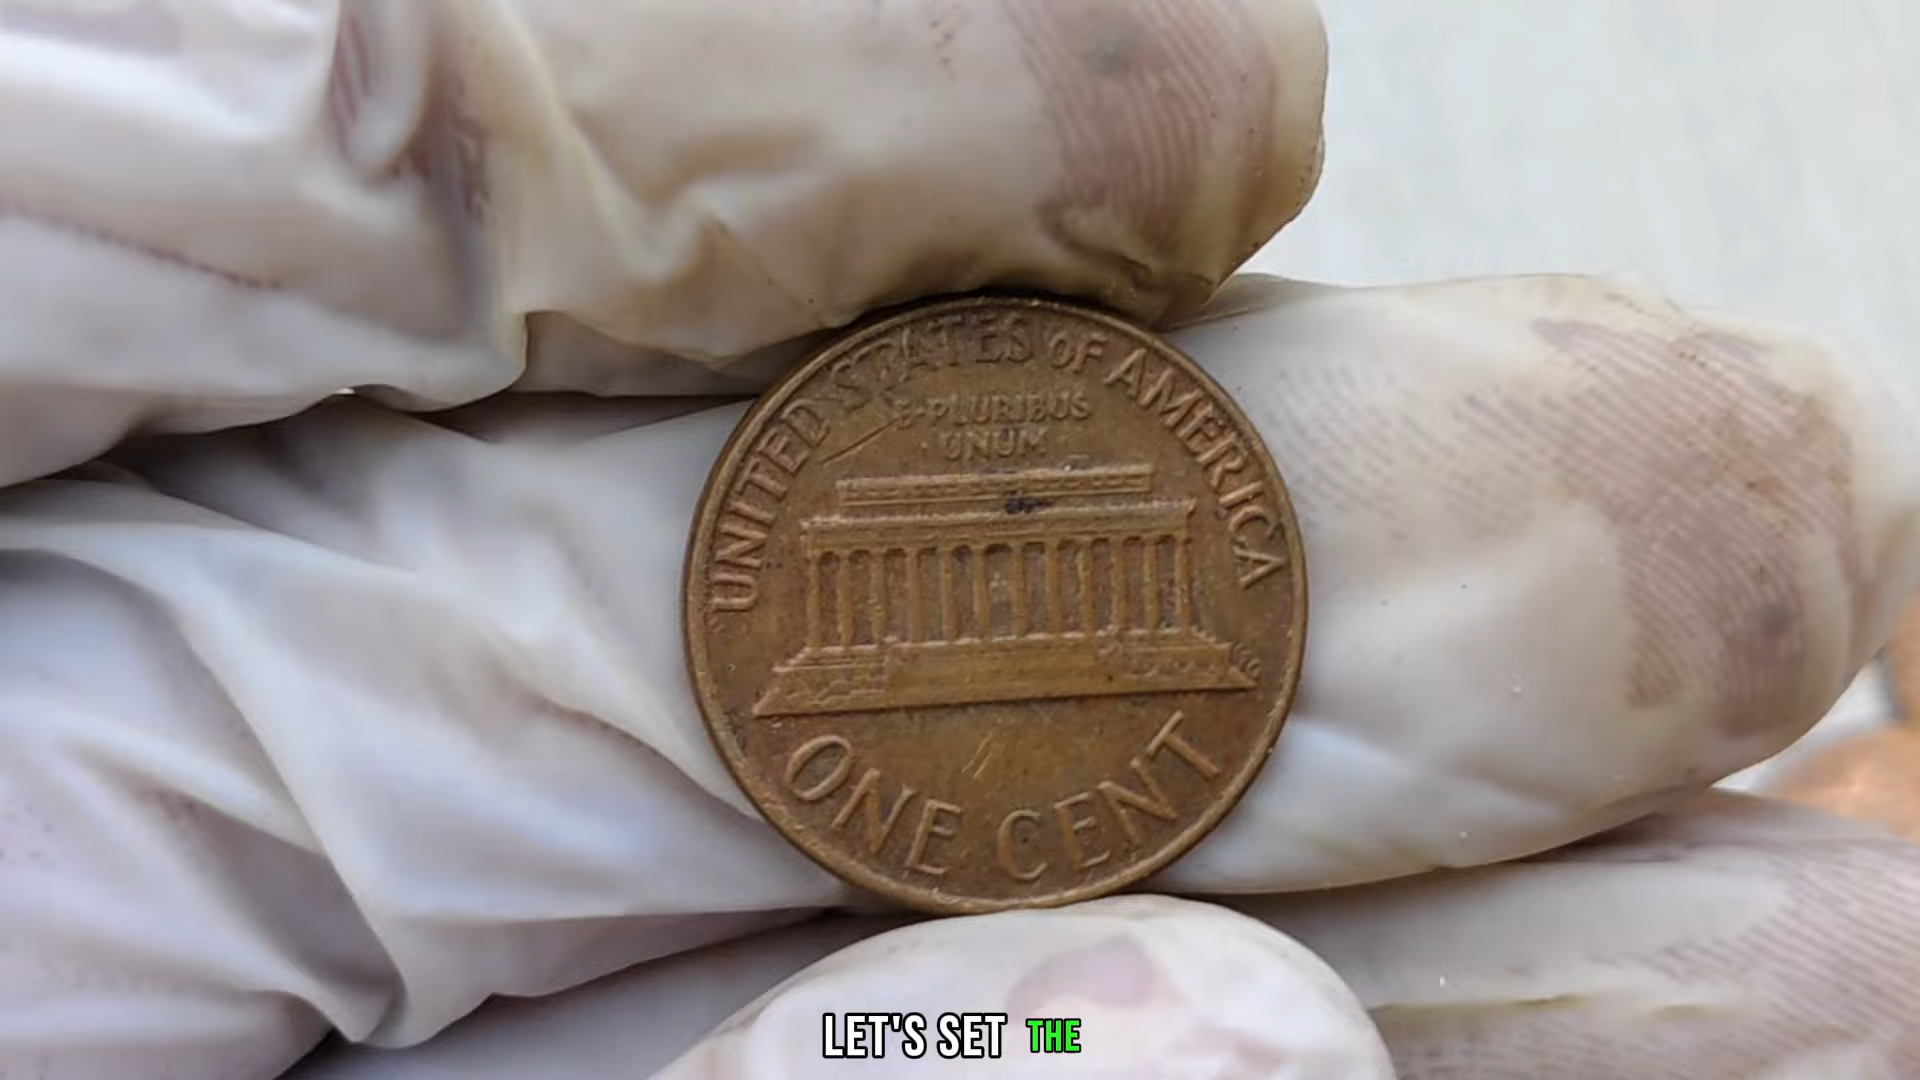 UNITED STATES OF AMERICA
E·PLURIBUS
UNUM
ONE CENT
LET'S SET THE